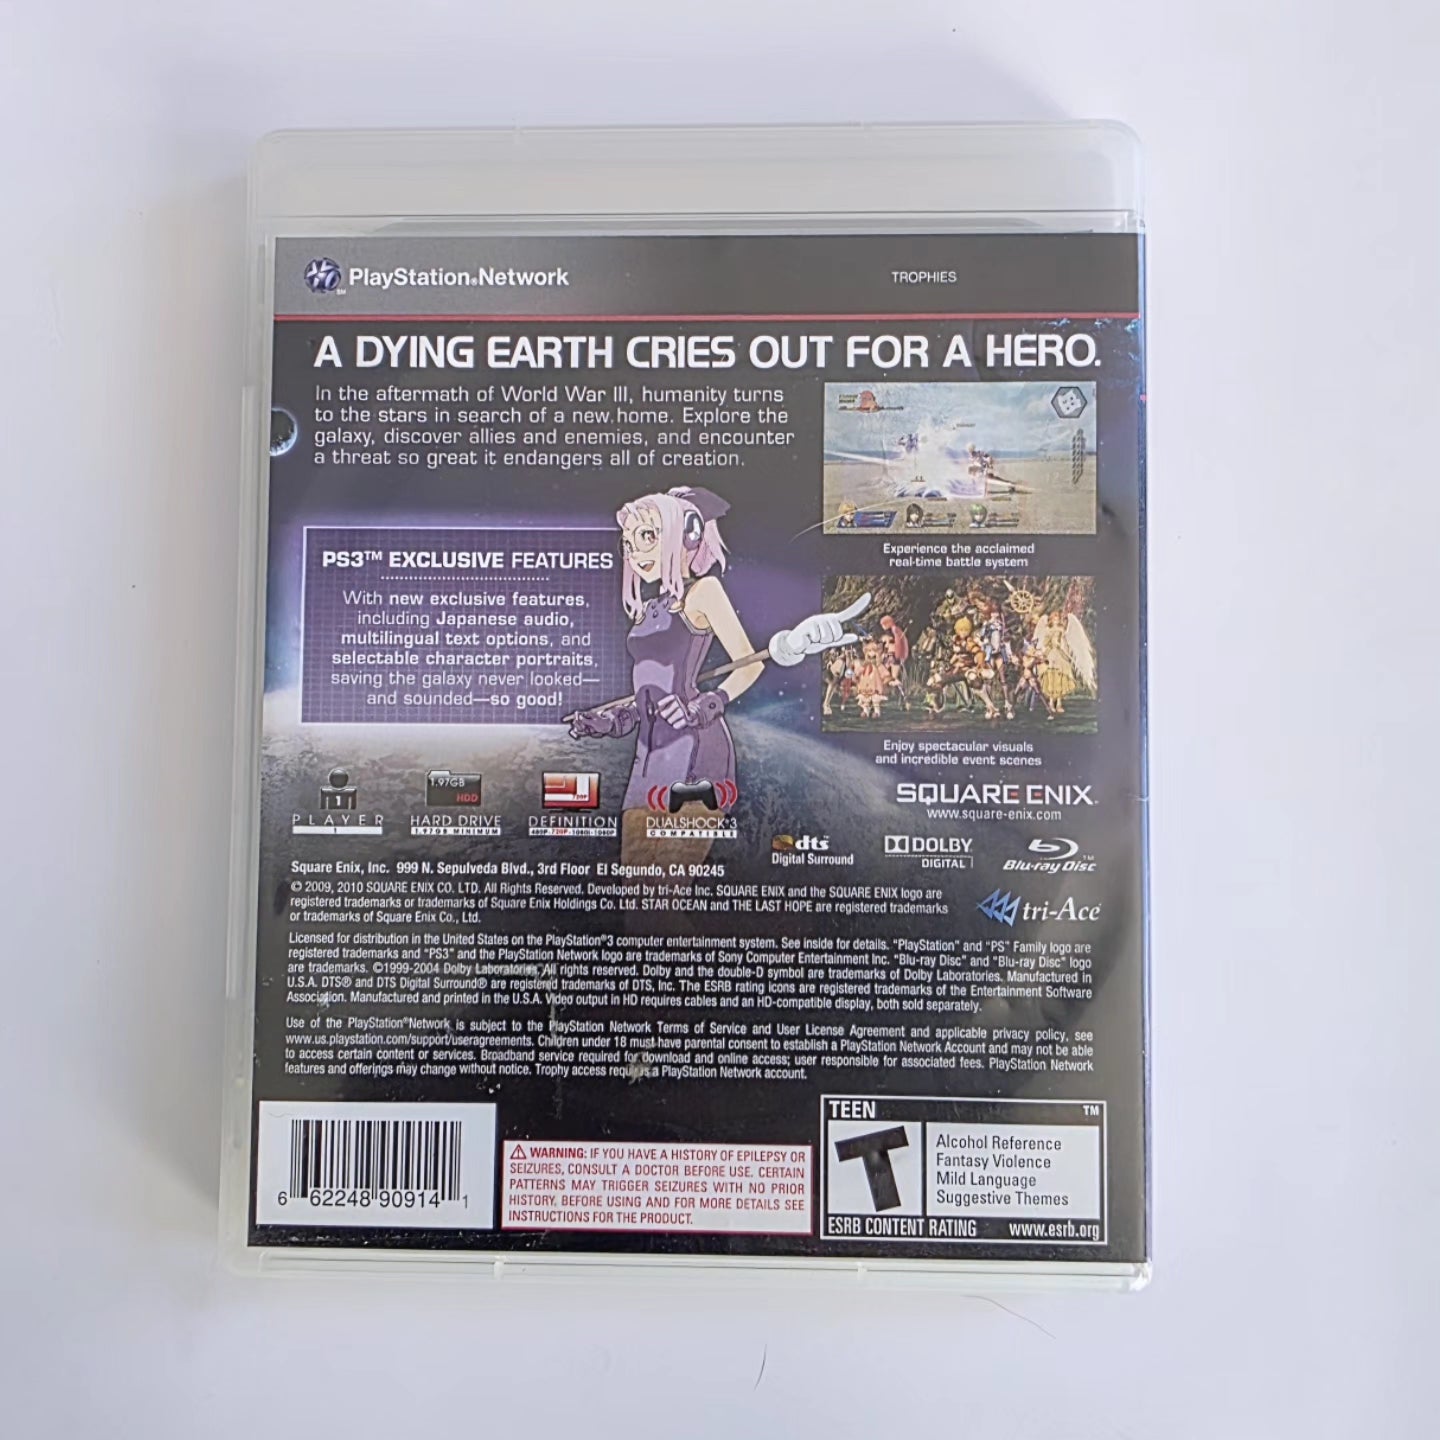 PlayStation®Network
SM
TROPHIES
A DYING EARTH CRIES OUT FOR A HERO.
In the aftermath of World War III, humanity turns
to the stars in search of a new home. Explore the
galaxy, discover allies and enemies, and encounter
a threat so great it endangers all of creation.
Experience the acclaimed
real-time battle system
PS3™ EXCLUSIVE FEATURES
With new exclusive features,
including Japanese audio,
multilingual text options, and
selectable character portraits,
saving the galaxy never looked—
and sounded—so good!
Enjoy spectacular visuals
and incredible event scenes
1
PLAYER
1
1.97GB
HDD
HARD DRIVE
1.97GB MINIMUM
720P
DEFINITION
480P·720P·1080i·1080P
DUALSHOCK®3
COMPATIBLE
SQUARE ENIX.
www.square-enix.com
dts™
Digital Surround
DOLBY
DIGITAL
Blu-ray Disc™
tri-Ace
Square Enix, Inc. 999 N. Sepulveda Blvd., 3rd Floor El Segundo, CA 90245
© 2009, 2010 SQUARE ENIX CO. LTD. All Rights Reserved. Developed by tri-Ace Inc. SQUARE ENIX and the SQUARE ENIX logo are
registered trademarks or trademarks of Square Enix Holdings Co. Ltd. STAR OCEAN and THE LAST HOPE are registered trademarks
or trademarks of Square Enix Co., Ltd.
Licensed for distribution in the United States on the PlayStation®3 computer entertainment system. See inside for details. "PlayStation" and "PS" Family logo are
registered trademarks and "PS3" and the PlayStation Network logo are trademarks of Sony Computer Entertainment Inc. "Blu-ray Disc" and "Blu-ray Disc" logo
are trademarks. ©1999-2004 Dolby Laboratories. All rights reserved. Dolby and the double-D symbol are trademarks of Dolby Laboratories. Manufactured in
U.S.A. DTS® and DTS Digital Surround® are registered trademarks of DTS, Inc. The ESRB rating icons are registered trademarks of the Entertainment Software
Association. Manufactured and printed in the U.S.A. Video output in HD requires cables and an HD-compatible display, both sold separately.
Use of the PlayStation®Network is subject to the PlayStation Network Terms of Service and User License Agreement and applicable privacy policy, see
www.us.playstation.com/support/useragreements. Children under 18 must have parental consent to establish a PlayStation Network Account and may not be able
to access certain content or services. Broadband service required for download and online access; user responsible for associated fees. PlayStation Network
features and offerings may change without notice. Trophy access requires a PlayStation Network account.
6 62248 90914 1
WARNING: IF YOU HAVE A HISTORY OF EPILEPSY OR
SEIZURES, CONSULT A DOCTOR BEFORE USE. CERTAIN
PATTERNS MAY TRIGGER SEIZURES WITH NO PRIOR
HISTORY. BEFORE USING AND FOR MORE DETAILS SEE
INSTRUCTIONS FOR THE PRODUCT.
TEEN
TM
T
Alcohol Reference
Fantasy Violence
Mild Language
Suggestive Themes
ESRB CONTENT RATING
www.esrb.org